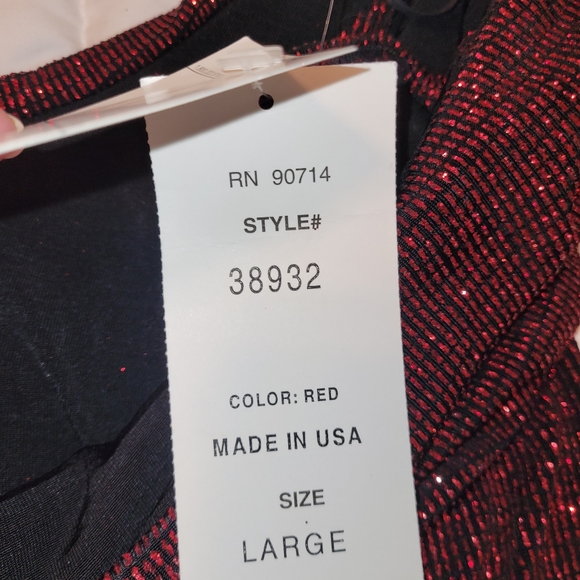 RN 90714
STYLE#
38932
COLOR: RED
MADE IN USA
SIZE
LARGE